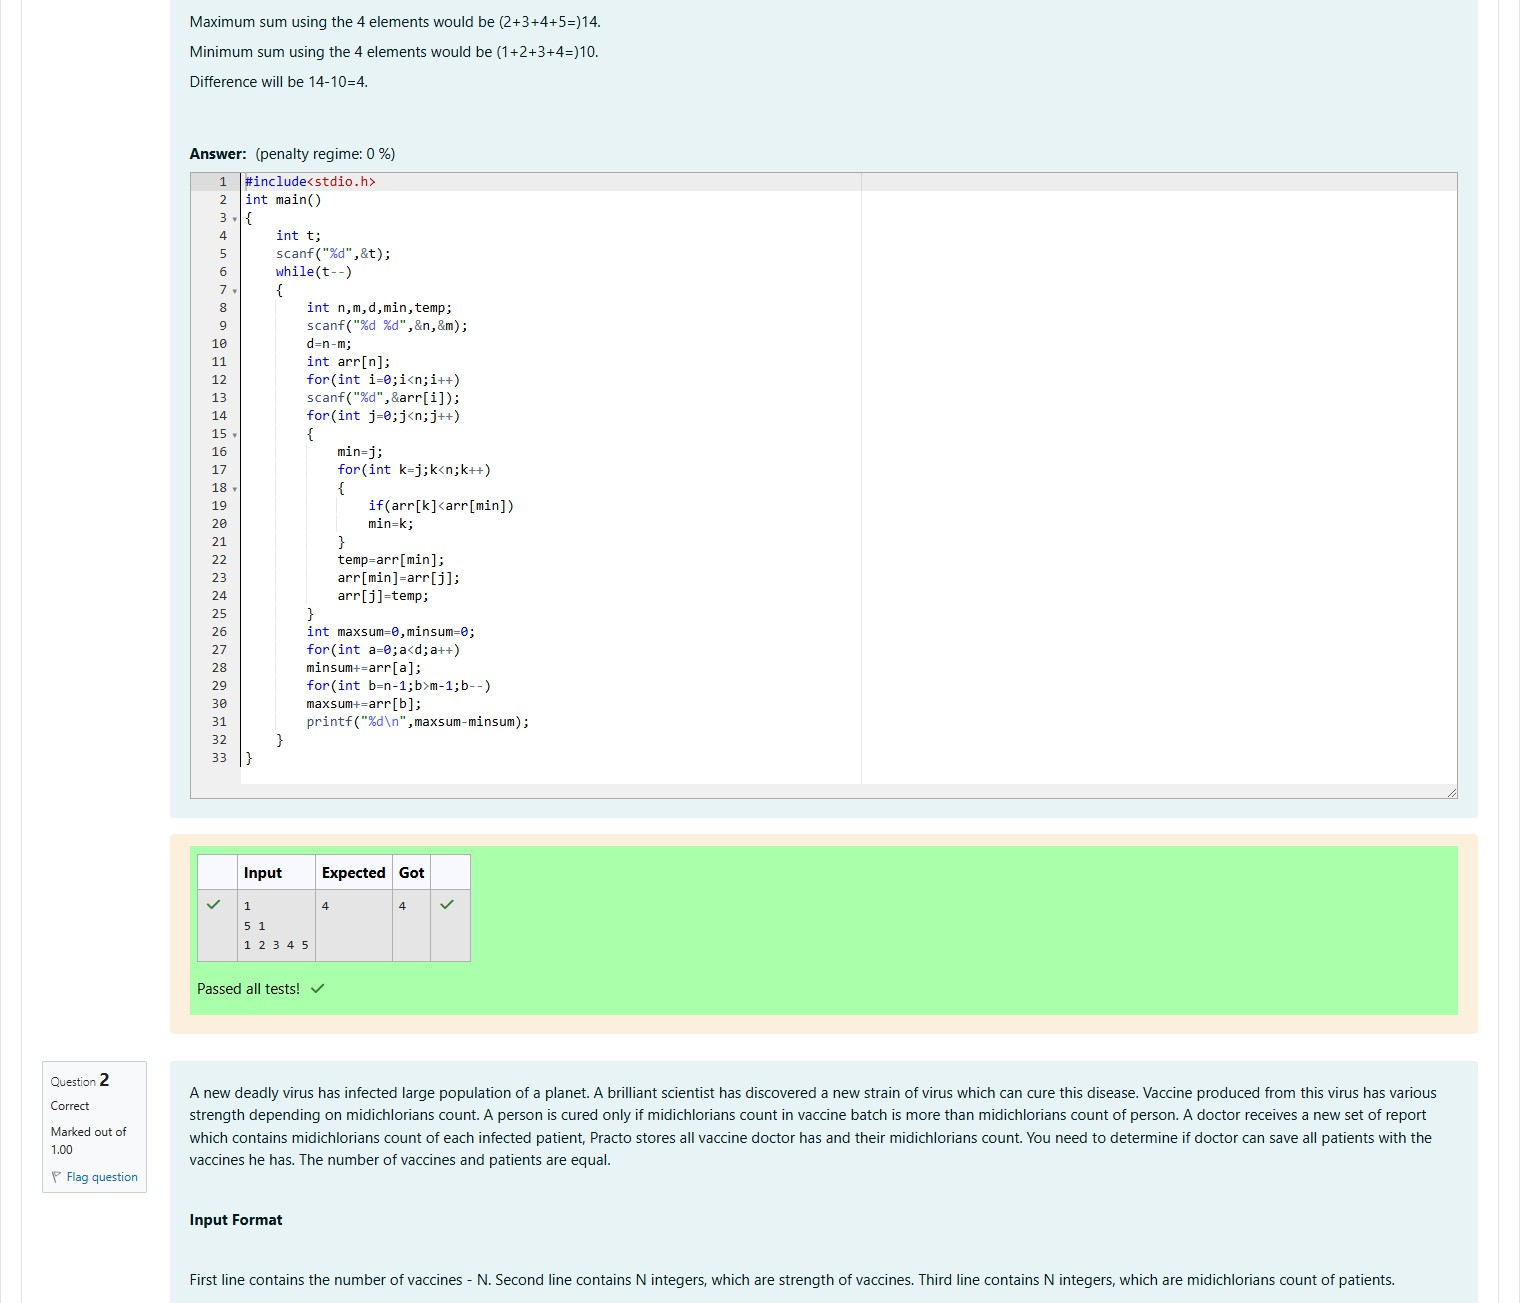 Maximum sum using the 4 elements would be (2+3+4+5=)14.
Minimum sum using the 4 elements would be (1+2+3+4=)10.
Difference will be 14-10=4.
Answer: (penalty regime: 0 %)
1 #include<stdio.h>
2 int main()
3 {
4     int t;
5     scanf("%d",&t);
6     while(t--)
7     {
8         int n,m,d,min,temp;
9         scanf("%d %d",&n,&m);
10         d=n-m;
11         int arr[n];
12         for(int i=0;i<n;i++)
13         scanf("%d",&arr[i]);
14         for(int j=0;j<n;j++)
15         {
16             min=j;
17             for(int k=j;k<n;k++)
18             {
19                 if(arr[k]<arr[min])
20                 min=k;
21             }
22             temp=arr[min];
23             arr[min]=arr[j];
24             arr[j]=temp;
25         }
26         int maxsum=0,minsum=0;
27         for(int a=0;a<d;a++)
28         minsum+=arr[a];
29         for(int b=n-1;b>m-1;b--)
30         maxsum+=arr[b];
31         printf("%d\n",maxsum-minsum);
32     }
33 }
Input Expected Got
1 4 4
5 1
1 2 3 4 5
Passed all tests!
Question 2
Correct
Marked out of
1.00
Flag question
A new deadly virus has infected large population of a planet. A brilliant scientist has discovered a new strain of virus which can cure this disease. Vaccine produced from this virus has various
strength depending on midichlorians count. A person is cured only if midichlorians count in vaccine batch is more than midichlorians count of person. A doctor receives a new set of report
which contains midichlorians count of each infected patient, Practo stores all vaccine doctor has and their midichlorians count. You need to determine if doctor can save all patients with the
vaccines he has. The number of vaccines and patients are equal.
Input Format
First line contains the number of vaccines - N. Second line contains N integers, which are strength of vaccines. Third line contains N integers, which are midichlorians count of patients.